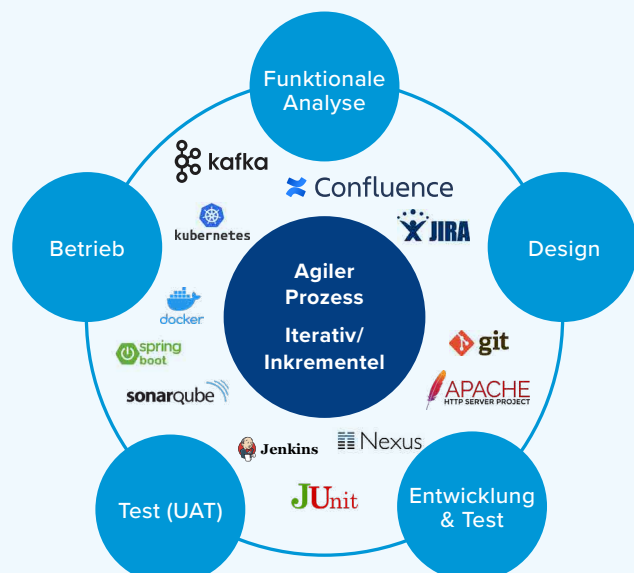 Funktionale
Analyse
kafka
Confluence
kubernetes
JIRA
Betrieb
Design
Agiler
Prozess
Iterativ/
Inkrementel
docker
spring
boot
git
sonarqube
APACHE
HTTP SERVER PROJECT
Jenkins
Nexus
Test (UAT)
JUnit
Entwicklung
& Test